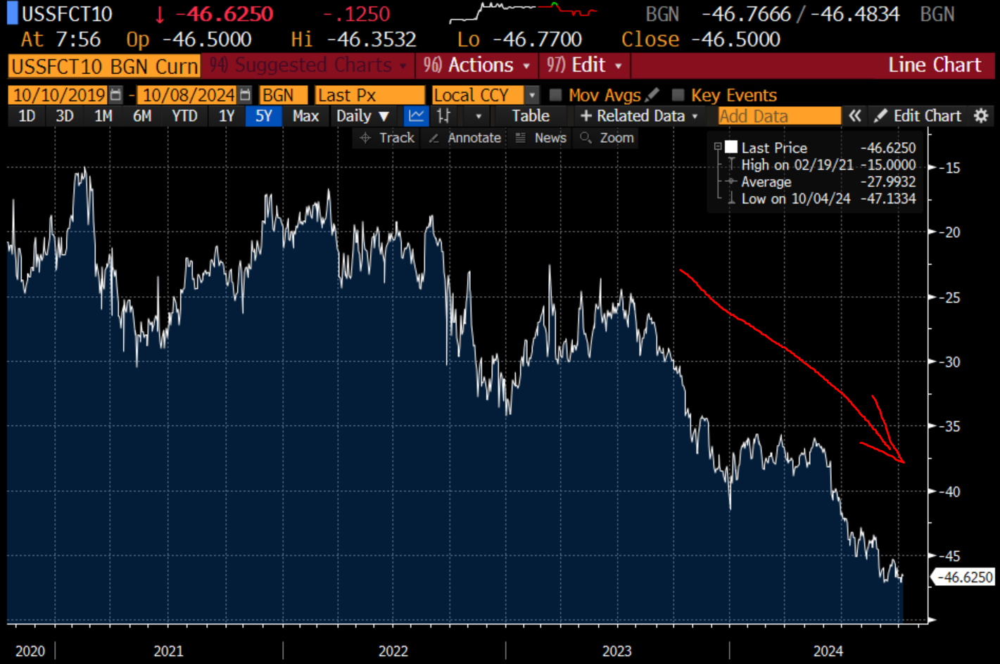 USSFCT10 ↓ -46.6250 -.1250 BGN -46.7666 / -46.4834 BGN
At 7:56 Op -46.5000 Hi -46.3532 Lo -46.7700 Close -46.5000
USSFCT10 BGN Curn 94) Suggested Charts 96) Actions 97) Edit Line Chart
10/10/2019 - 10/08/2024 BGN Last Px Local CCY Mov Avgs Key Events
1D 3D 1M 6M YTD 1Y 5Y Max Daily ▼ Table + Related Data Add Data « Edit Chart
Track Annotate News Zoom
Last Price -46.6250
High on 02/19/21 -15.0000
Average -27.9932
Low on 10/04/24 -47.1334
-15
-20
-25
-30
-35
-40
-45
-46.6250
2020 2021 2022 2023 2024